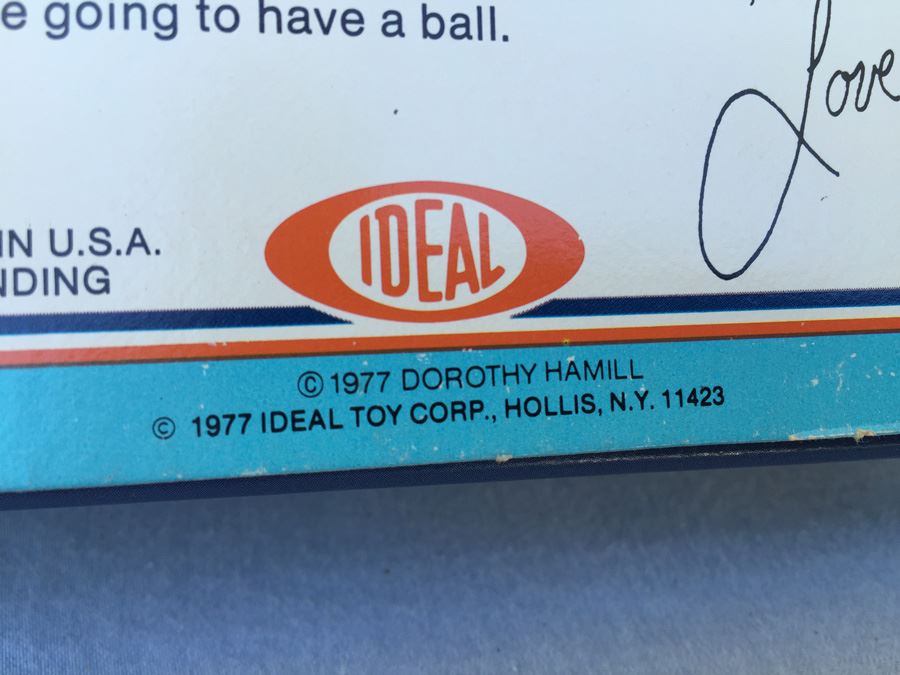 e going to have a ball.
Love
IN U.S.A.
NDING
IDEAL
© 1977 DOROTHY HAMILL
© 1977 IDEAL TOY CORP., HOLLIS, N.Y. 11423